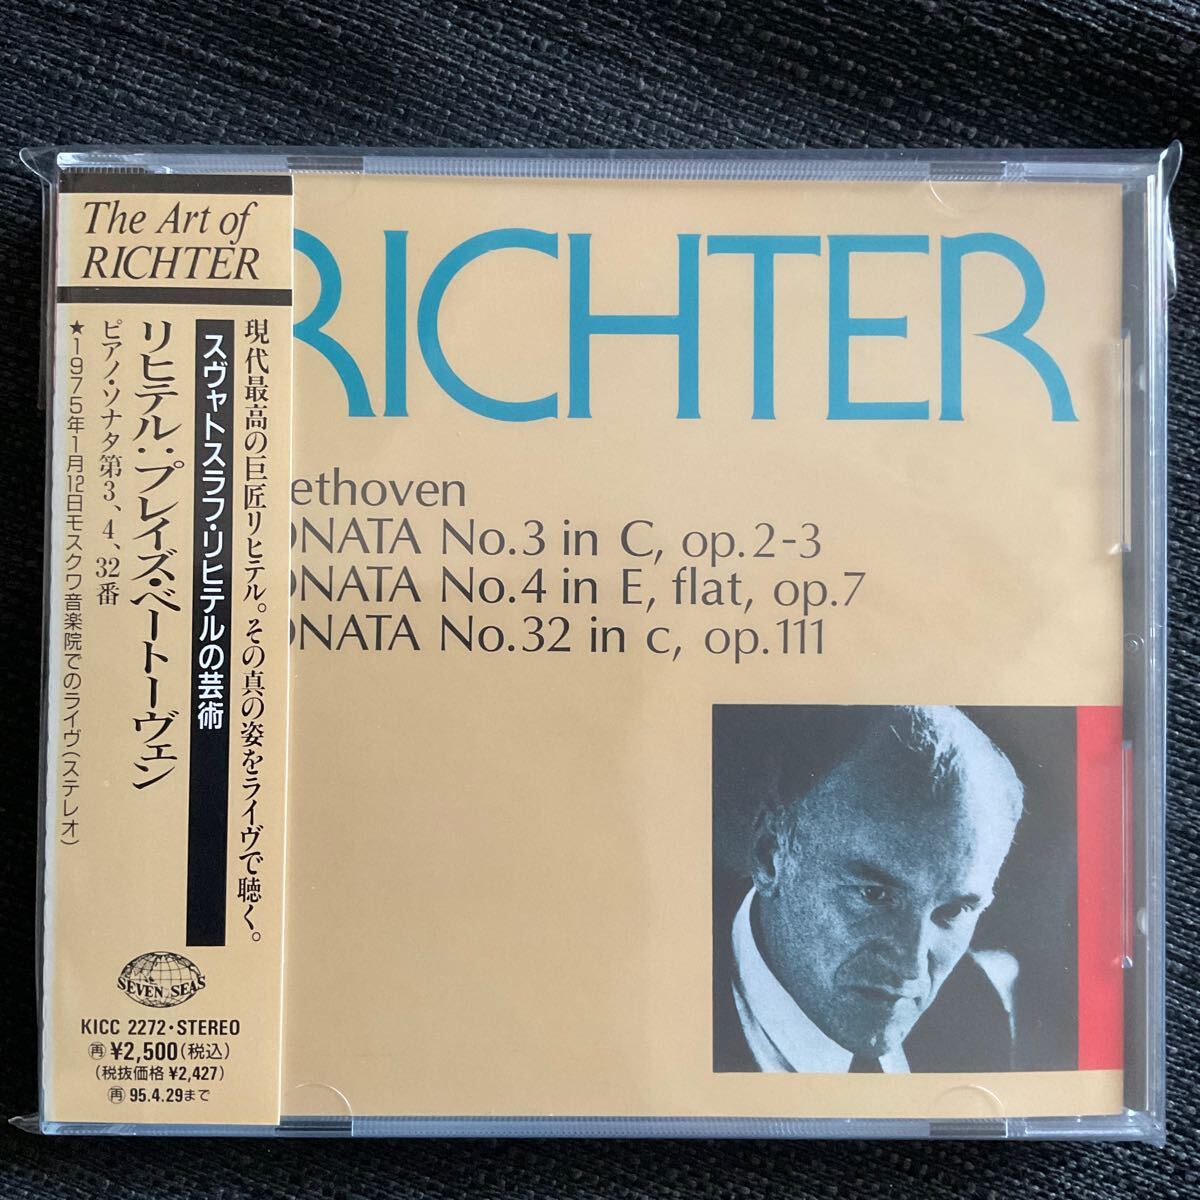 The Art of
RICHTER
現代最高の巨匠リヒテル。その真の姿をライヴで聴く。
スヴャトスラフ・リヒテルの芸術
リヒテル:プレイズ・ベートーヴェン
ピアノ・ソナタ第3、4、32番
★1975年1月12日モスクワ音楽院でのライヴ(ステレオ)
SEVEN SEAS
KICC 2272・STEREO
再 ¥2,500(税込)
(税抜価格 ¥2,427)
再 95.4.29まで
RICHTER
ethoven
ONATA No.3 in C, op.2-3
ONATA No.4 in E, flat, op.7
ONATA No.32 in c, op.111